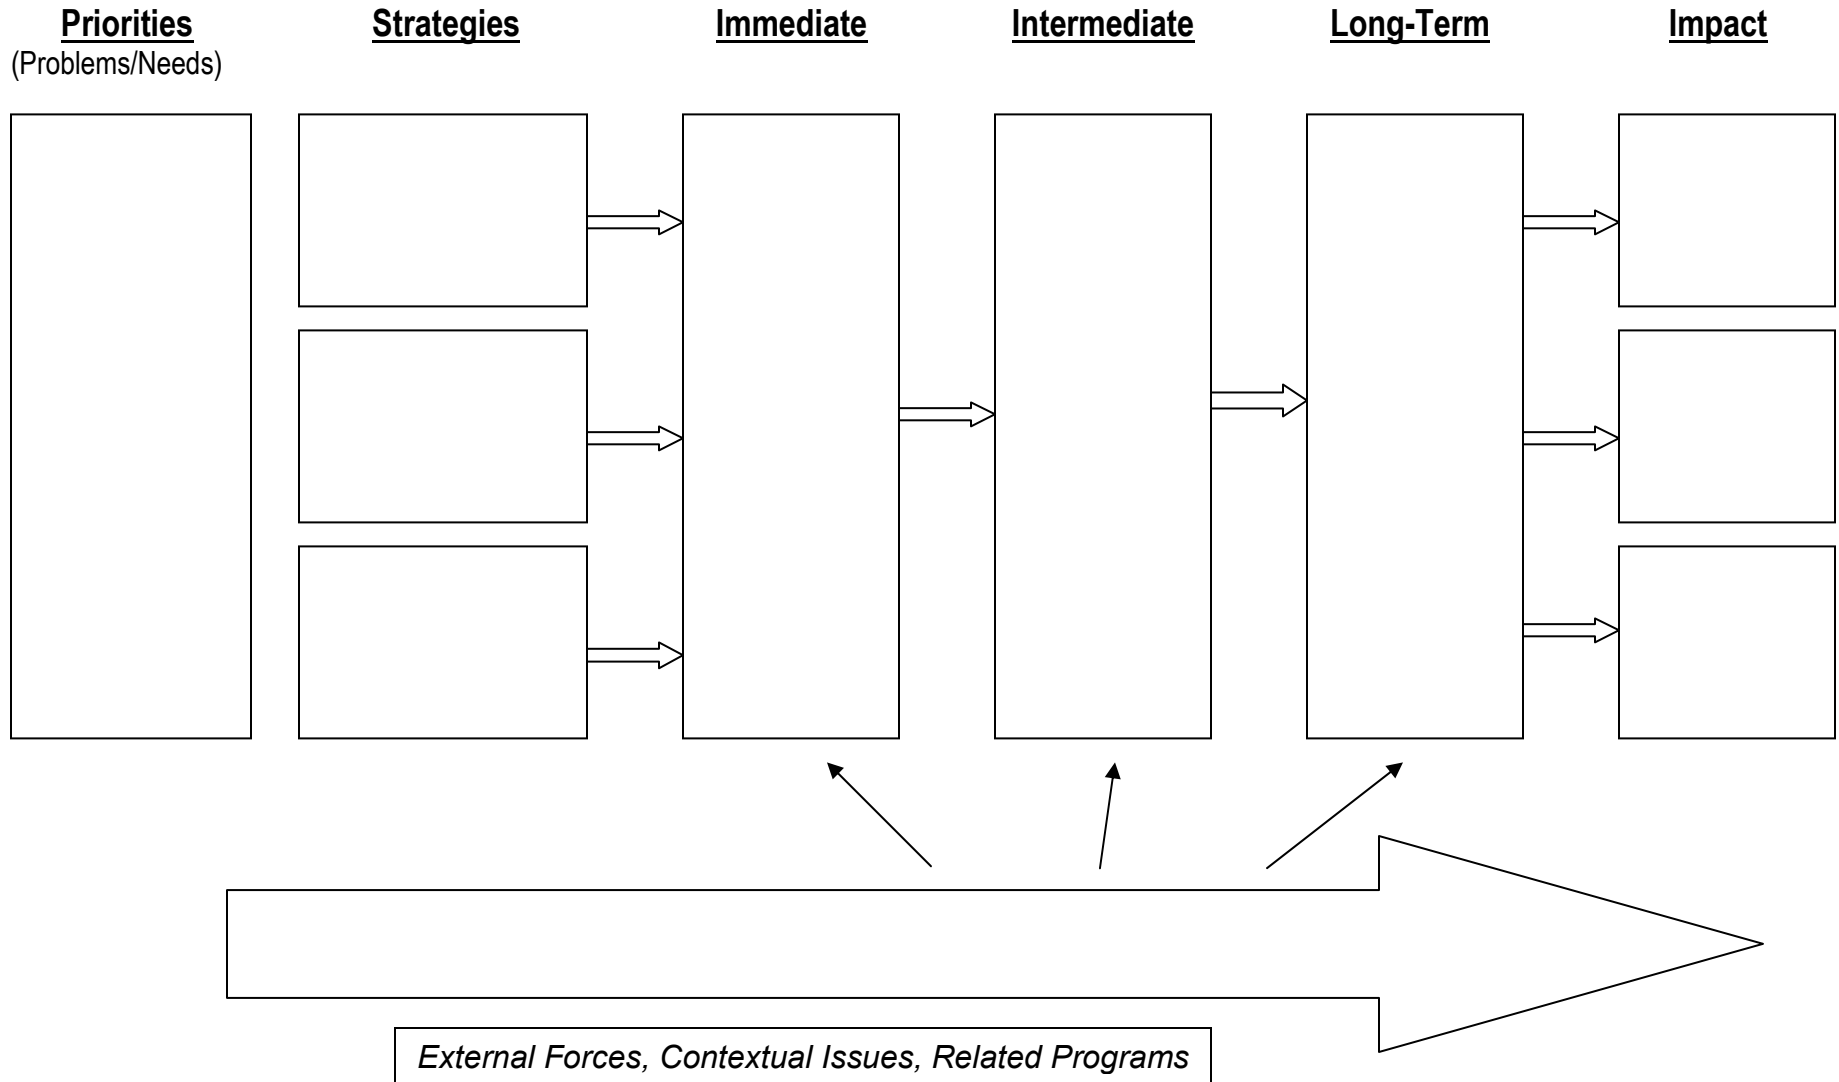 Priorities Strategies Immediate Intermediate Long-Term Impact
(Problems/Needs)
External Forces, Contextual Issues, Related Programs